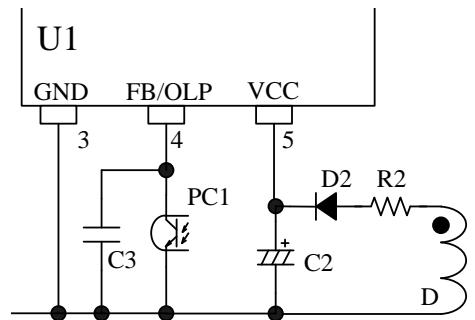 U1
GND FB/OLP VCC
3 4 5
D2 R2
PC1
C3 + C2
D